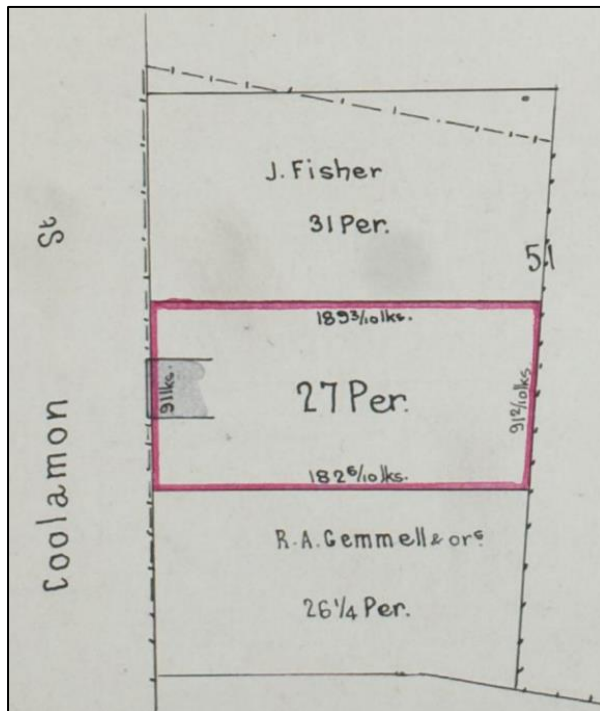 J. Fisher
31 Per.
51
189 3/10 lks.
91 lks.
27 Per.
91 2/10 lks
182 6/10 lks.
R. A. Gemmell & ors
26 1/4 Per.
Coolamon St